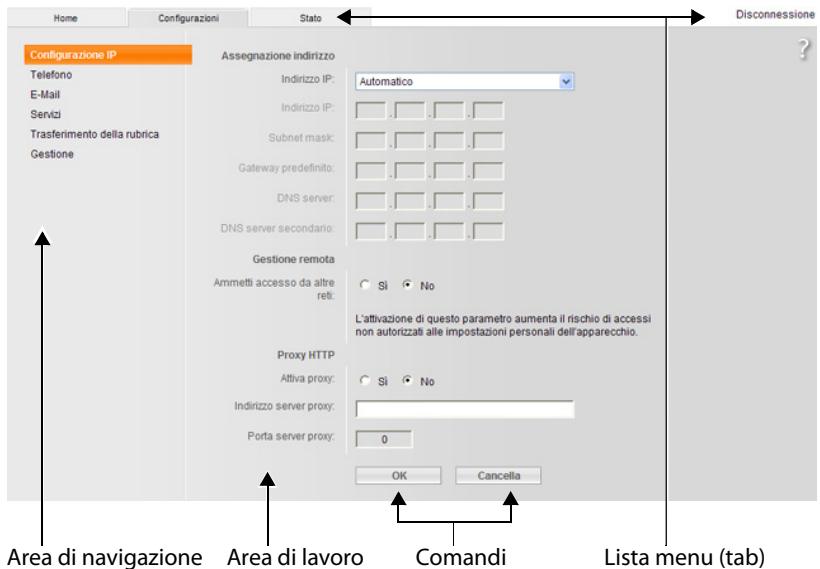 Home Configurazioni Stato Disconnessione
?
Configurazione IP
Telefono
E-Mail
Servizi
Trasferimento della rubrica
Gestione
Assegnazione indirizzo
Indirizzo IP: Automatico
Indirizzo IP: . . .
Subnet mask: . . .
Gateway predefinito: . . .
DNS server: . . .
DNS server secondario: . . .
Gestione remota
Ammetti accesso da altre
reti: Sì No
L'attivazione di questo parametro aumenta il rischio di accessi
non autorizzati alle impostazioni personali dell'apparecchio.
Proxy HTTP
Attiva proxy: Sì No
Indirizzo server proxy:
Porta server proxy: 0
OK Cancella
Area di navigazione Area di lavoro Comandi Lista menu (tab)